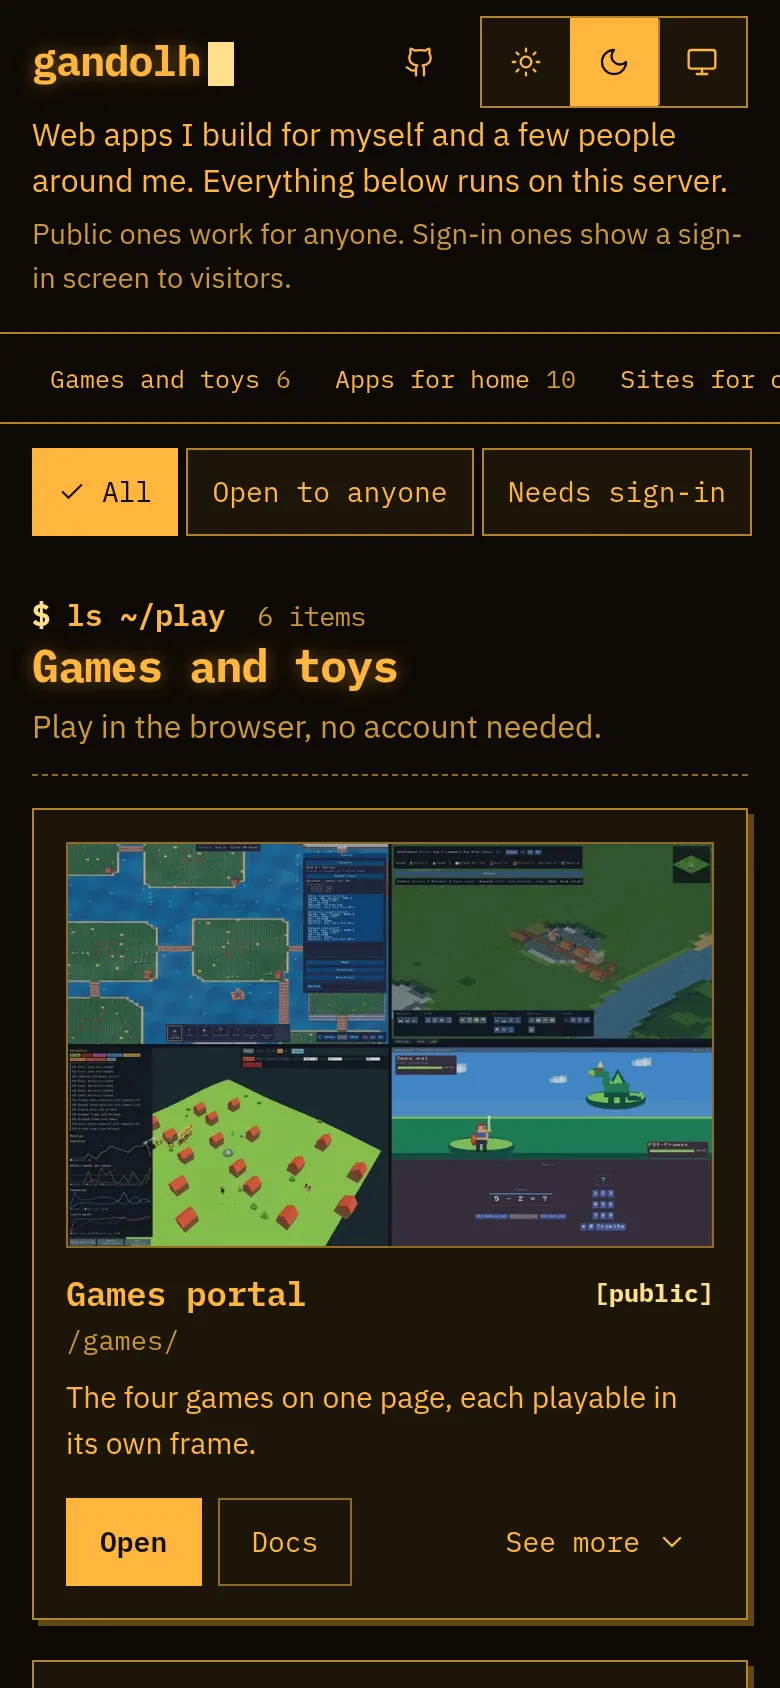 gandolh
Web apps I build for myself and a few people
around me. Everything below runs on this server.
Public ones work for anyone. Sign-in ones show a sign-
in screen to visitors.
Games and toys 6 Apps for home 10 Sites for
All Open to anyone Needs sign-in
$ ls ~/play 6 items
Games and toys
Play in the browser, no account needed.
5 - 2 = ?
Games portal [public]
/games/
The four games on one page, each playable in
its own frame.
Open Docs See more